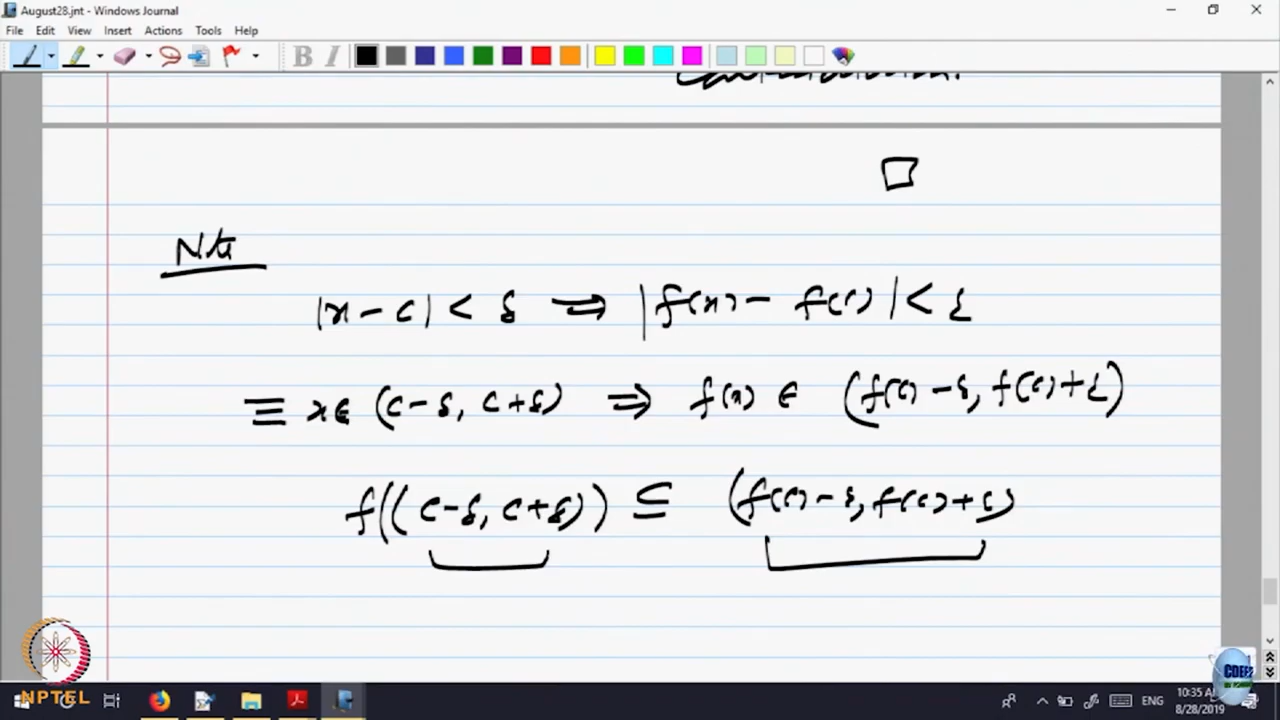 August28.jnt - Windows Journal
File Edit View Insert Actions Tools Help
B I
□
Note
|x - c| < δ ⇒ |f(x) - f(c)| < ε
≡ x ∈ (c-δ, c+δ) ⇒ f(x) ∈ (f(c)-ε, f(c)+ε)
f((c-δ, c+δ)) ⊆ (f(c)-ε, f(c)+ε)
NPTEL
CDEEP
ENG
10:35 A
8/28/2019